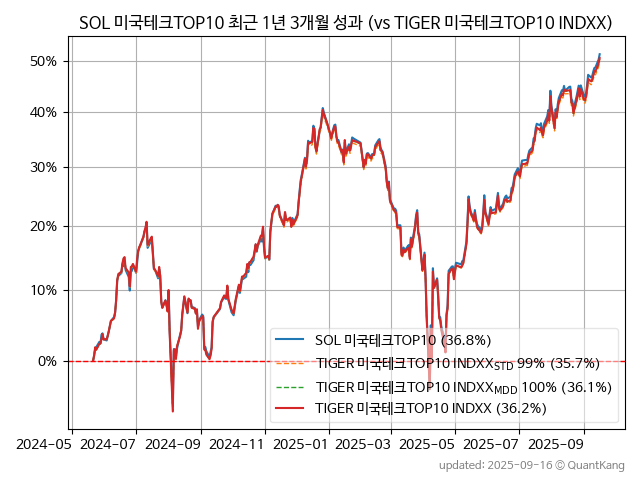 SOL 미국테크TOP10 최근 1년 3개월 성과 (vs TIGER 미국테크TOP10 INDXX)
50%
40%
30%
20%
10%
0%
SOL 미국테크TOP10 (36.8%)
TIGER 미국테크TOP10 INDXX_STD 99% (35.7%)
TIGER 미국테크TOP10 INDXX_MDD 100% (36.1%)
TIGER 미국테크TOP10 INDXX (36.2%)
2024-05 2024-07 2024-09 2024-11 2025-01 2025-03 2025-05 2025-07 2025-09
updated: 2025-09-16 © QuantKang